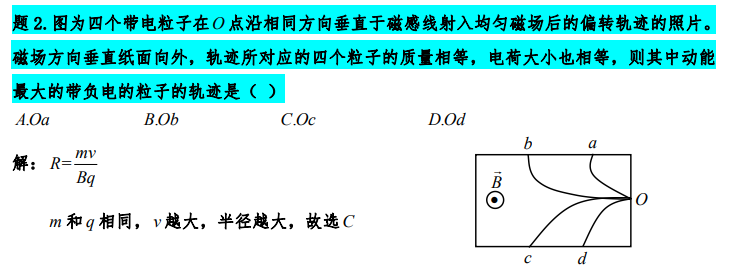 题 2.图为四个带电粒子在 O 点沿相同方向垂直于磁感线射入均匀磁场后的偏转轨迹的照片。
磁场方向垂直纸面向外，轨迹所对应的四个粒子的质量相等，电荷大小也相等，则其中动能
最大的带负电的粒子的轨迹是（ ）
A.Oa B.Ob C.Oc D.Od
解：R=mv/Bq
m 和 q 相同，v 越大，半径越大，故选 C
b a
B⃗
O
c d